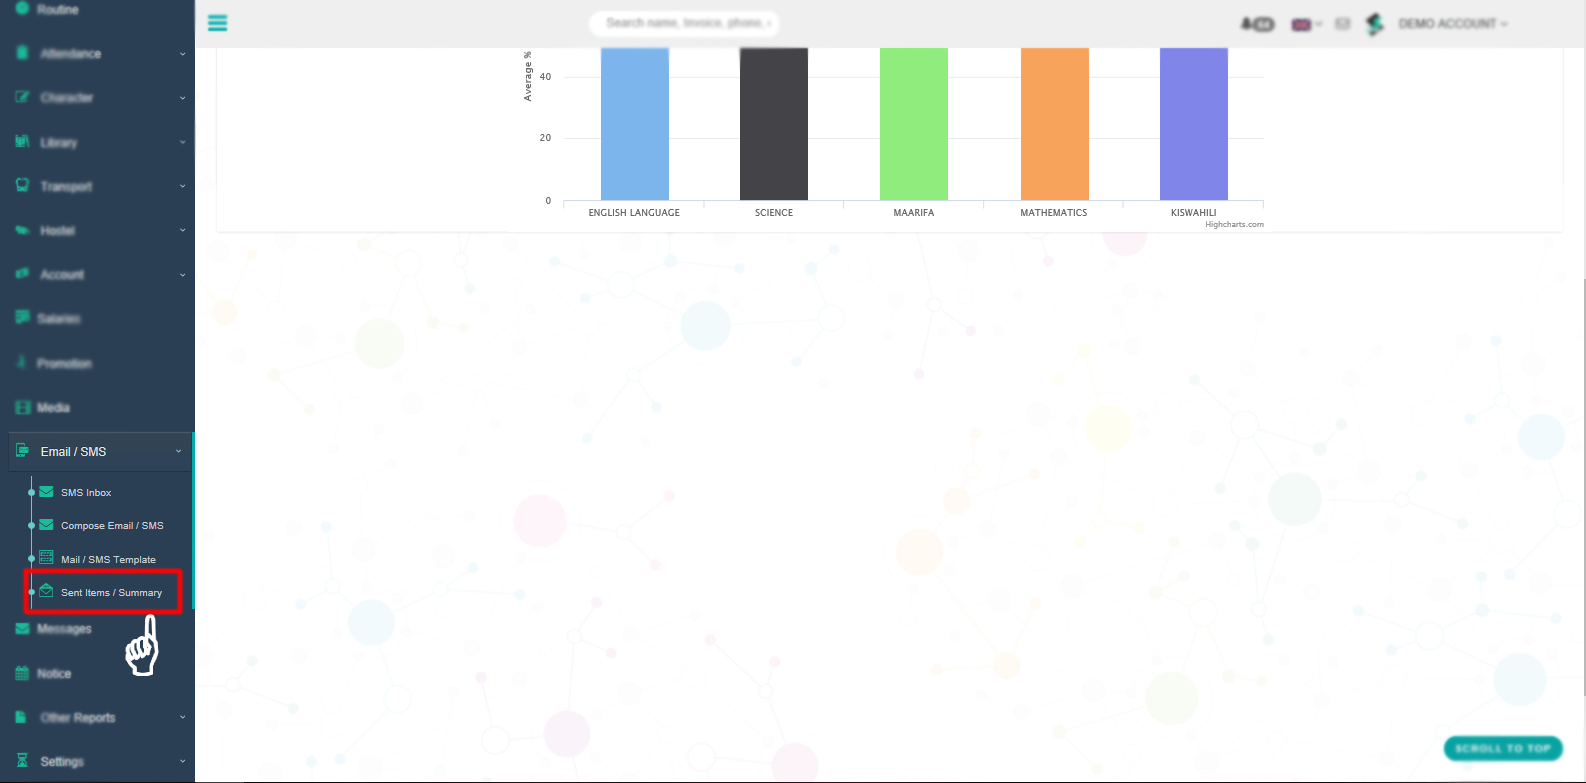 Routine
Attendance
Character
Library
Transport
Hostel
Account
Salaries
Promotion
Media
Email / SMS
SMS Inbox
Compose Email / SMS
Mail / SMS Template
Sent Items / Summary
Messages
Notice
Other Reports
Settings
Search name, Invoice, phone,
DEMO ACCOUNT
Average %
40
20
0
ENGLISH LANGUAGE
SCIENCE
MAARIFA
MATHEMATICS
KISWAHILI
Highcharts.com
SCROLL TO TOP